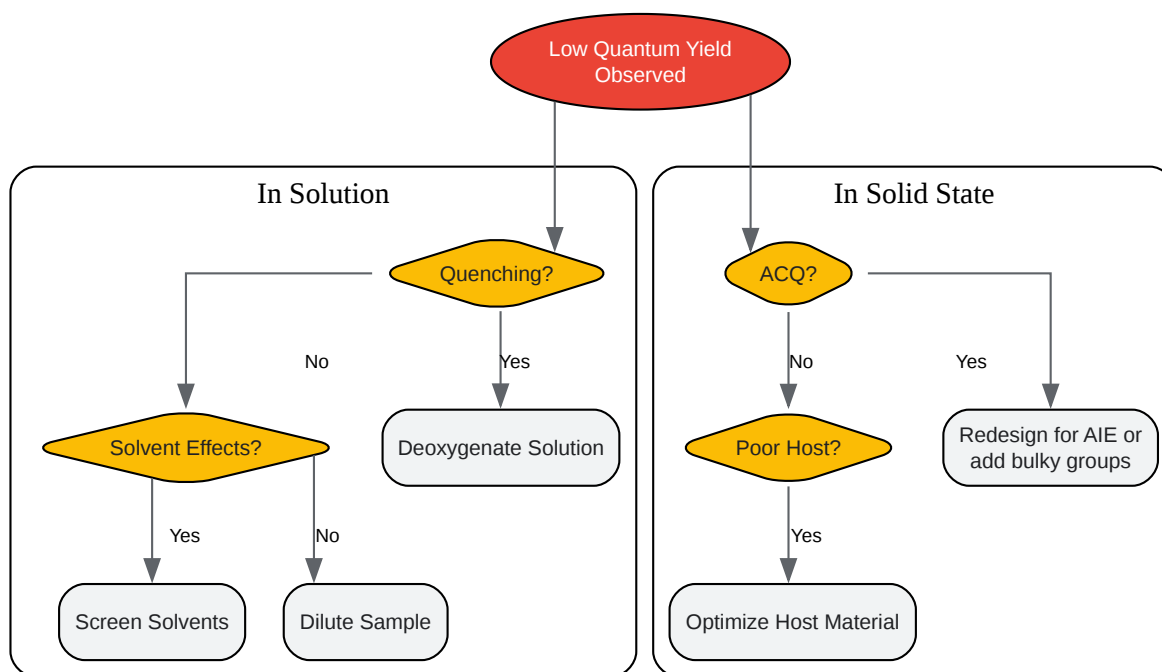 Low Quantum Yield
Observed
In Solution
In Solid State
Quenching?
ACQ?
No
Yes
No
Yes
Solvent Effects?
Deoxygenate Solution
Poor Host?
Redesign for AIE or
add bulky groups
Yes
No
Yes
Screen Solvents
Dilute Sample
Optimize Host Material